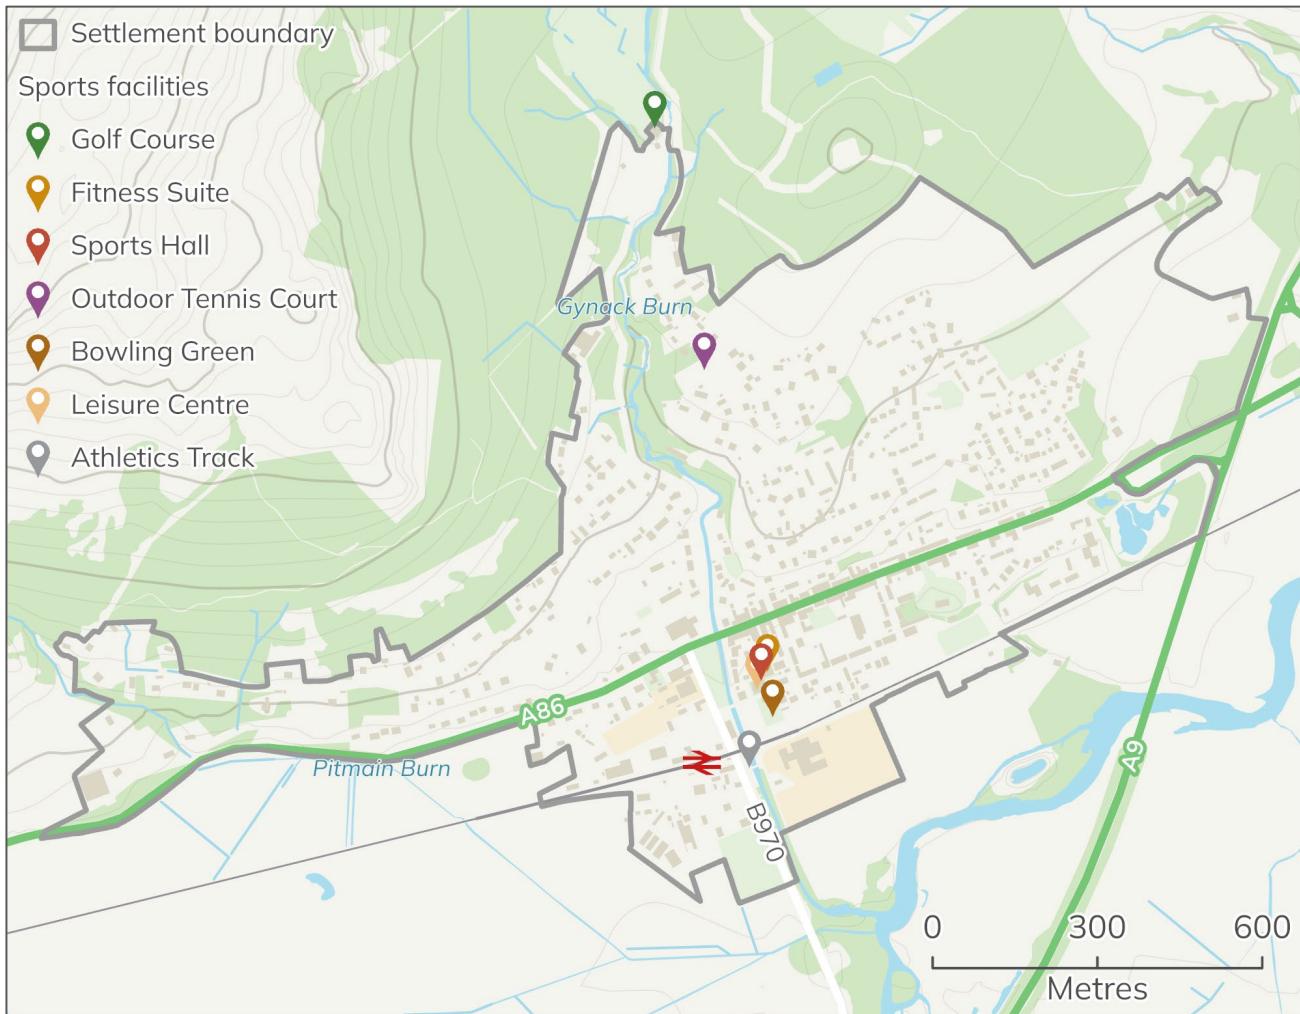 Settlement boundary
Sports facilities
Golf Course
Fitness Suite
Sports Hall
Outdoor Tennis Court
Bowling Green
Leisure Centre
Athletics Track
Gynack Burn
A86
Pitmain Burn
A9
B970
0 300 600
Metres